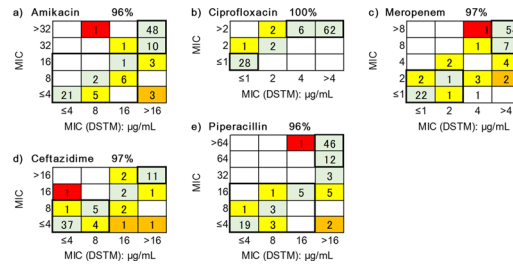 a) Amikacin 96%
>32 1 48
32 1 10
16 1 3
8 2 6
≤4 21 5 3
≤4 8 16 >16
MIC
MIC (DSTM): µg/mL
b) Ciprofloxacin 100%
>2 2 6 62
2 1 2
≤1 28
≤1 2 4 >4
MIC
MIC (DSTM): µg/mL
c) Meropenem 97%
>8 1
8 1 7
4 2 4
2 2 1 3 2
≤1 22 1 1
≤1 2 4 >4
MIC
MIC (DSTM): µg/mL
d) Ceftazidime 97%
>16 2 11
16 1 2 1
8 1 5 2
≤4 37 4 1 1
≤4 8 16 >16
MIC
MIC (DSTM): µg/mL
e) Piperacillin 96%
>64 1 46
64 12
32 3
16 1 5 5
8 1 3
≤4 19 3 2
≤4 8 16 >16
MIC
MIC (DSTM): µg/mL